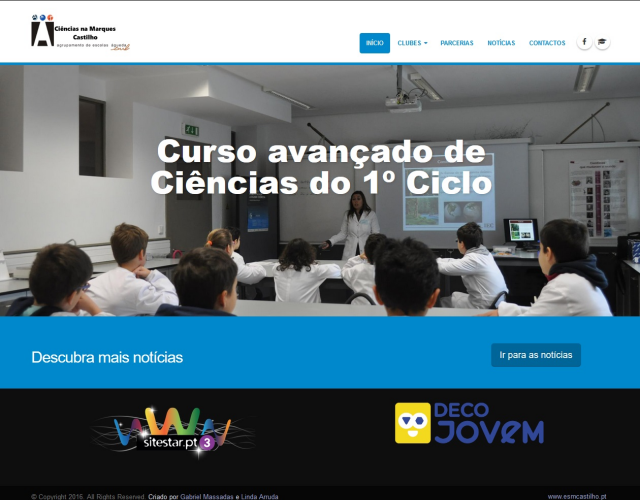 Ciências na Marques
Castilho
agrupamento de escolas águeda sul
INÍCIO CLUBES PARCERIAS NOTÍCIAS CONTACTOS
Curso avançado de
Ciências do 1º Ciclo
Descubra mais notícias
Ir para as notícias
www
sitestar.pt 3
DECO
JOVEM
© Copyright 2016. All Rights Reserved. Criado por Gabriel Massadas e Linda Arruda
www.esmcastilho.pt